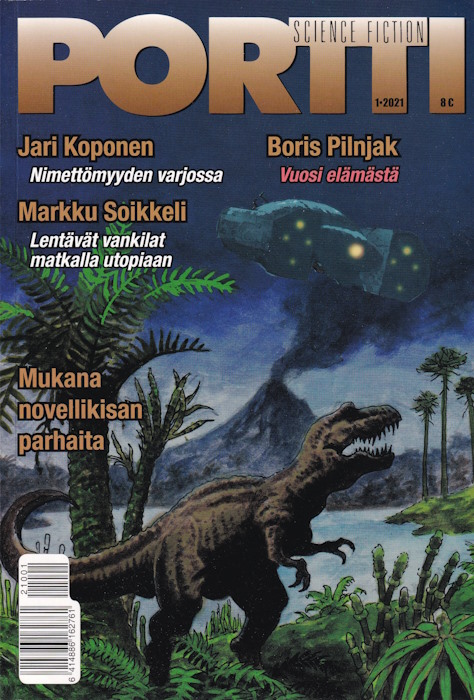 SCIENCE FICTION
PORTTI
1•2021 8 €
Jari Koponen
Nimettömyyden varjossa
Boris Pilnjak
Vuosi elämästä
Markku Soikkeli
Lentävät vankilat
matkalla utopiaan
Mukana
novellikisan
parhaita
21001
6 414886 162761